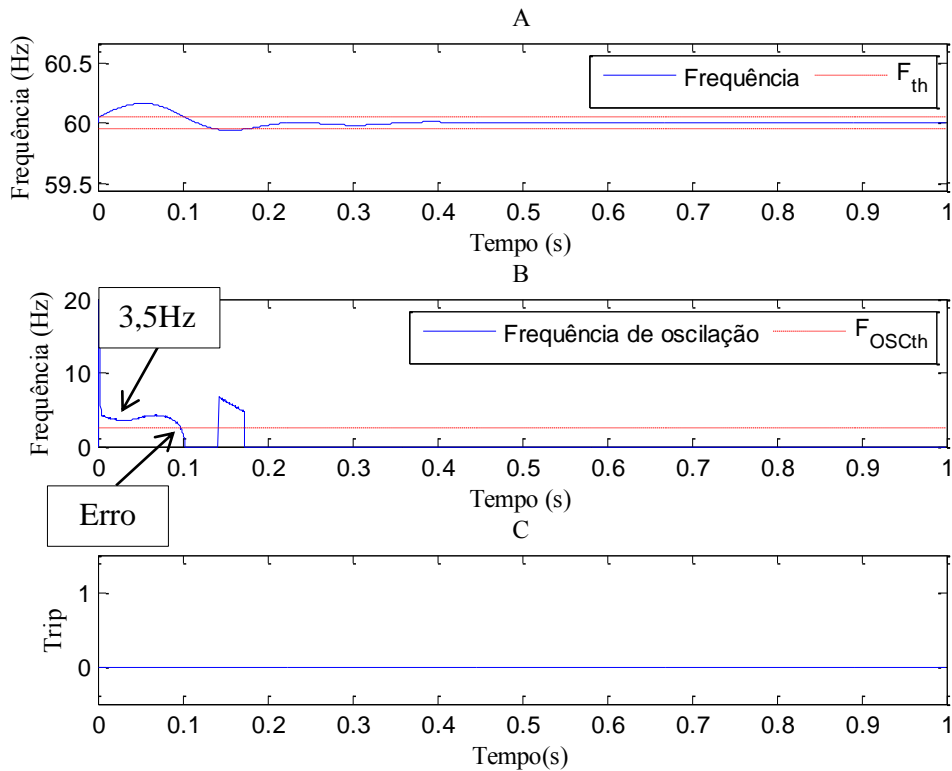 A
Frequência (Hz)
60.5
60
59.5
Frequência F_th
0 0.1 0.2 0.3 0.4 0.5 0.6 0.7 0.8 0.9 1
Tempo (s)
B
Frequência (Hz)
20
10
0
3,5Hz
Frequência de oscilação F_OSCth
0 0.1 0.2 0.3 0.4 0.5 0.6 0.7 0.8 0.9 1
Tempo (s)
Erro
C
Trip
1
0
0 0.1 0.2 0.3 0.4 0.5 0.6 0.7 0.8 0.9 1
Tempo(s)